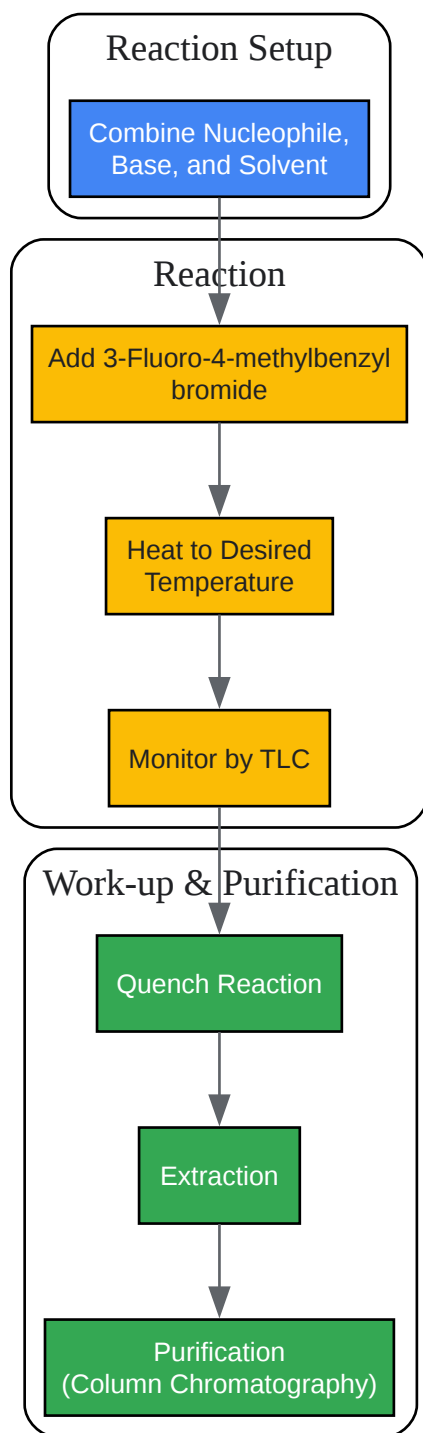 Reaction Setup
Combine Nucleophile,
Base, and Solvent
Reaction
Add 3-Fluoro-4-methylbenzyl
bromide
Heat to Desired
Temperature
Monitor by TLC
Work-up & Purification
Quench Reaction
Extraction
Purification
(Column Chromatography)